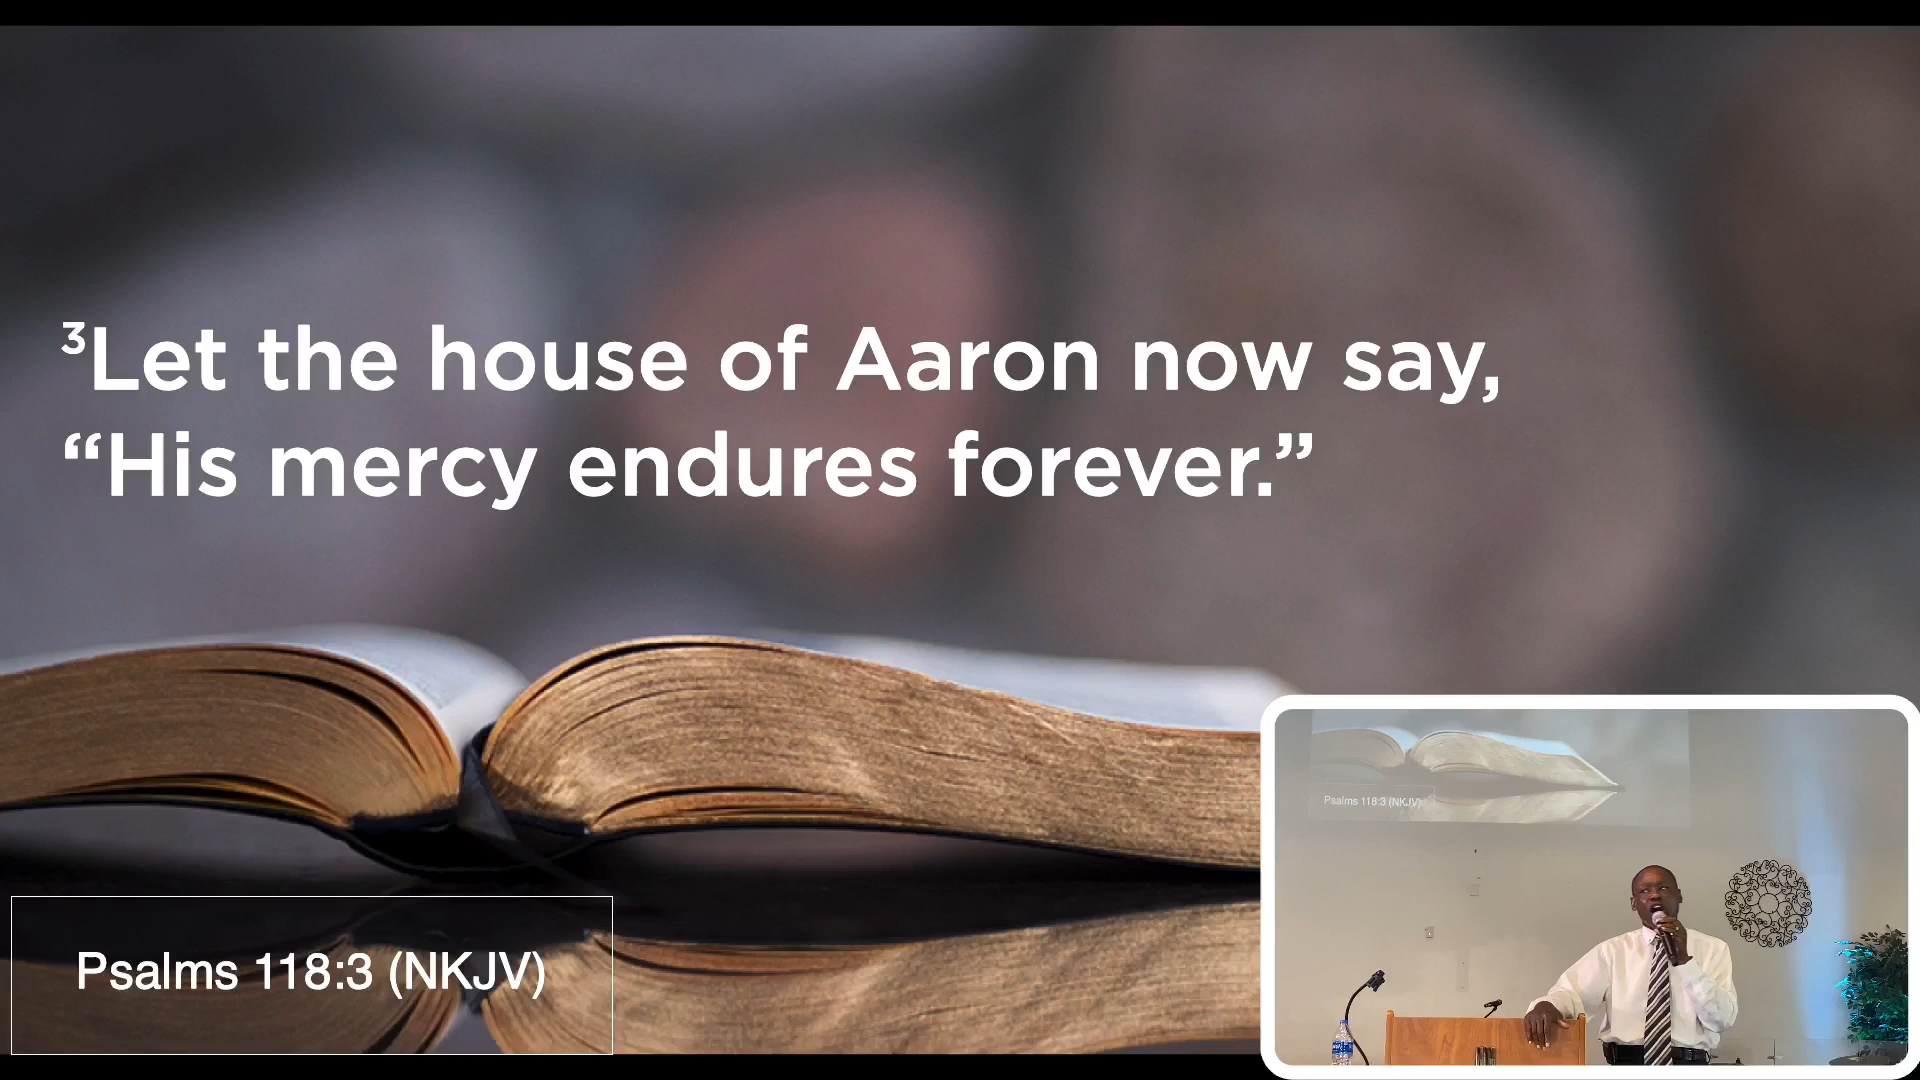 ³Let the house of Aaron now say,
“His mercy endures forever.”
Psalms 118:3 (NKJV)
Psalms 118:3 (NKJV)